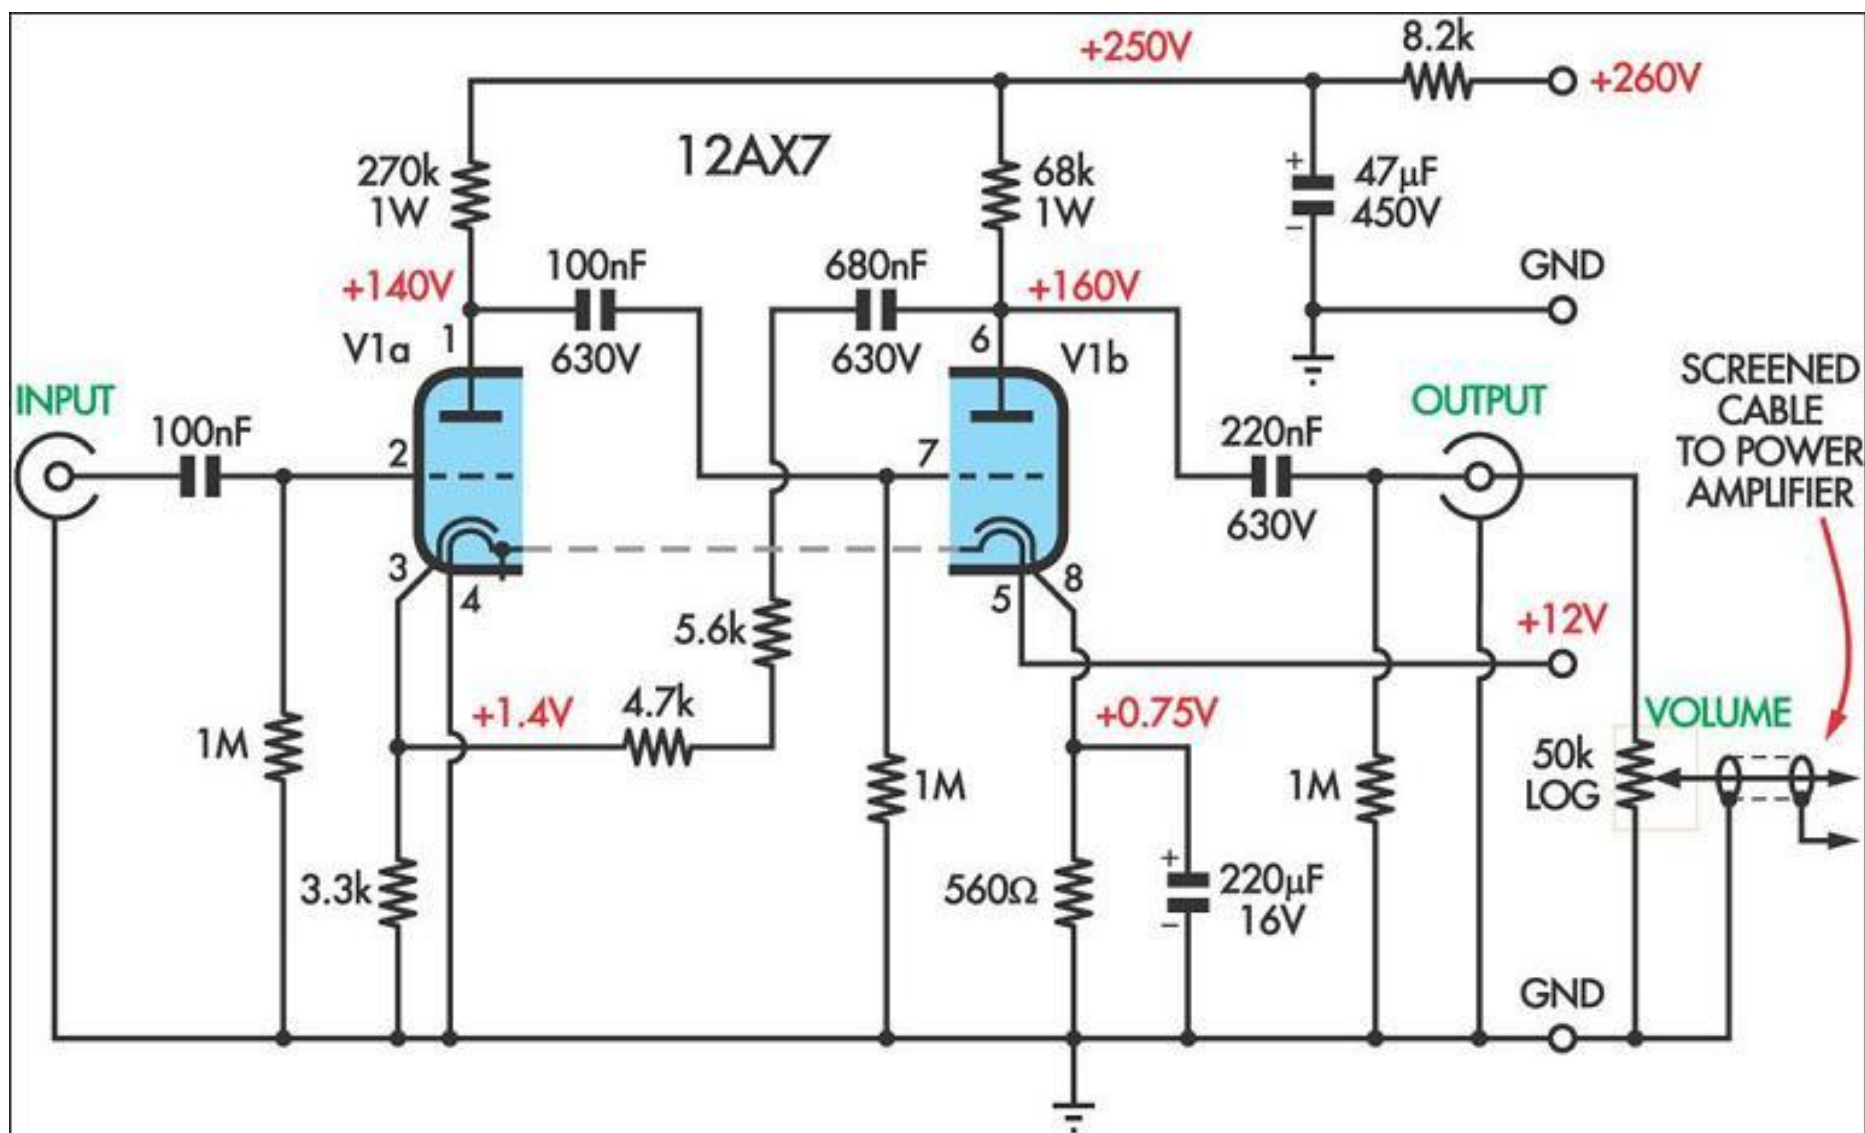 +250V
8.2k
+260V
12AX7
270k
1W
68k
1W
+
47µF
450V
−
GND
+140V
100nF
630V
680nF
630V
+160V
V1a
1
6
V1b
SCREENED
CABLE
TO POWER
AMPLIFIER
INPUT
100nF
2
7
220nF
630V
OUTPUT
3
4
5
8
+12V
5.6k
+1.4V
4.7k
+0.75V
VOLUME
1M
1M
1M
50k
LOG
3.3k
560Ω
+
220µF
16V
−
GND